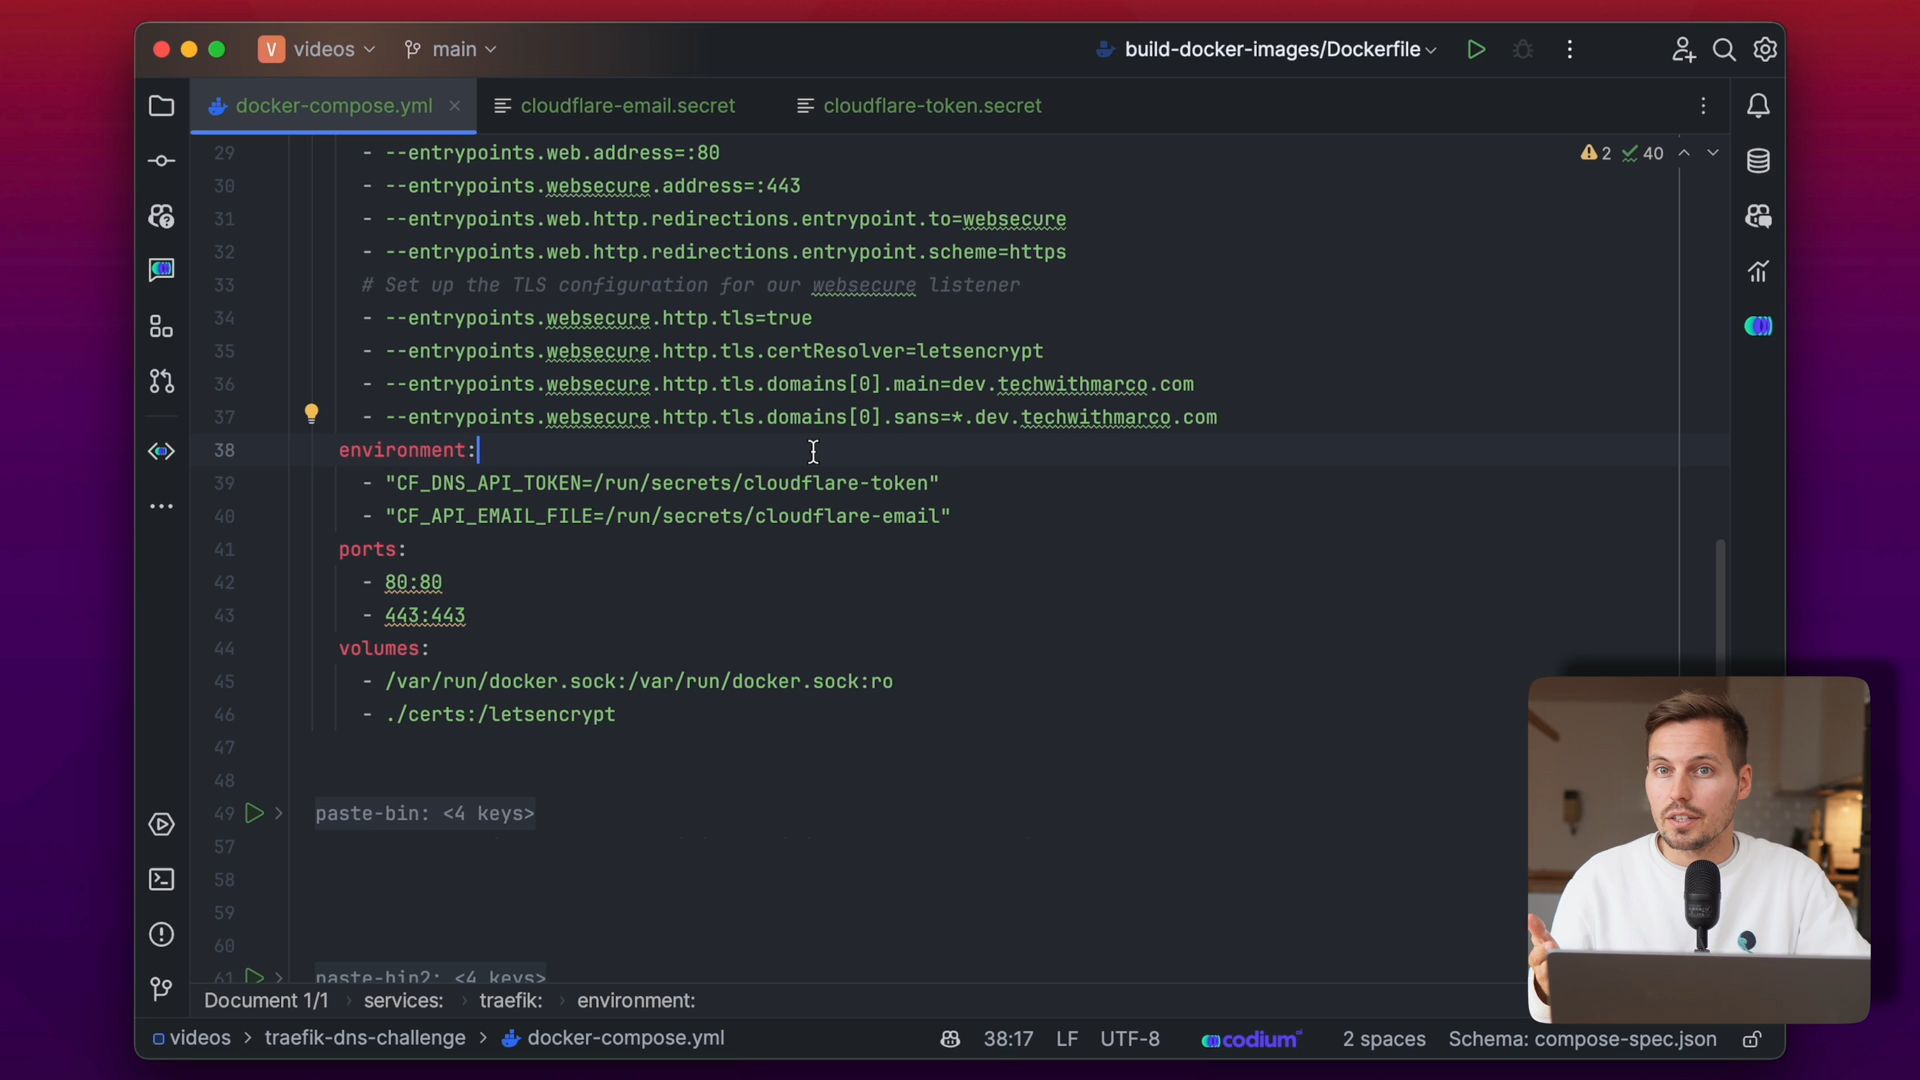 V videos
main
build-docker-images/Dockerfile
docker-compose.yml
cloudflare-email.secret
cloudflare-token.secret
2 40
29 - --entrypoints.web.address=:80
30 - --entrypoints.websecure.address=:443
31 - --entrypoints.web.http.redirections.entrypoint.to=websecure
32 - --entrypoints.web.http.redirections.entrypoint.scheme=https
33 # Set up the TLS configuration for our websecure listener
34 - --entrypoints.websecure.http.tls=true
35 - --entrypoints.websecure.http.tls.certResolver=letsencrypt
36 - --entrypoints.websecure.http.tls.domains[0].main=dev.techwithmarco.com
37 - --entrypoints.websecure.http.tls.domains[0].sans=*.dev.techwithmarco.com
38 environment:
39 - "CF_DNS_API_TOKEN=/run/secrets/cloudflare-token"
40 - "CF_API_EMAIL_FILE=/run/secrets/cloudflare-email"
41 ports:
42 - 80:80
43 - 443:443
44 volumes:
45 - /var/run/docker.sock:/var/run/docker.sock:ro
46 - ./certs:/letsencrypt
47
48
49 paste-bin: <4 keys>
57
58
59
60
61 paste-bin2: <4 keys>
Document 1/1 › services: › traefik: › environment:
videos > traefik-dns-challenge > docker-compose.yml
38:17 LF UTF-8 codium 2 spaces Schema: compose-spec.json